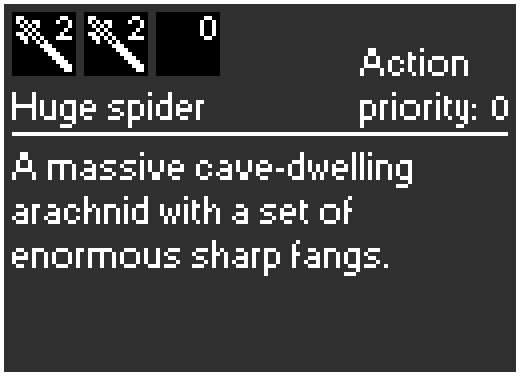 2 2 0
Action
Huge spider priority: 0
A massive cave-dwelling
arachnid with a set of
enormous sharp fangs.